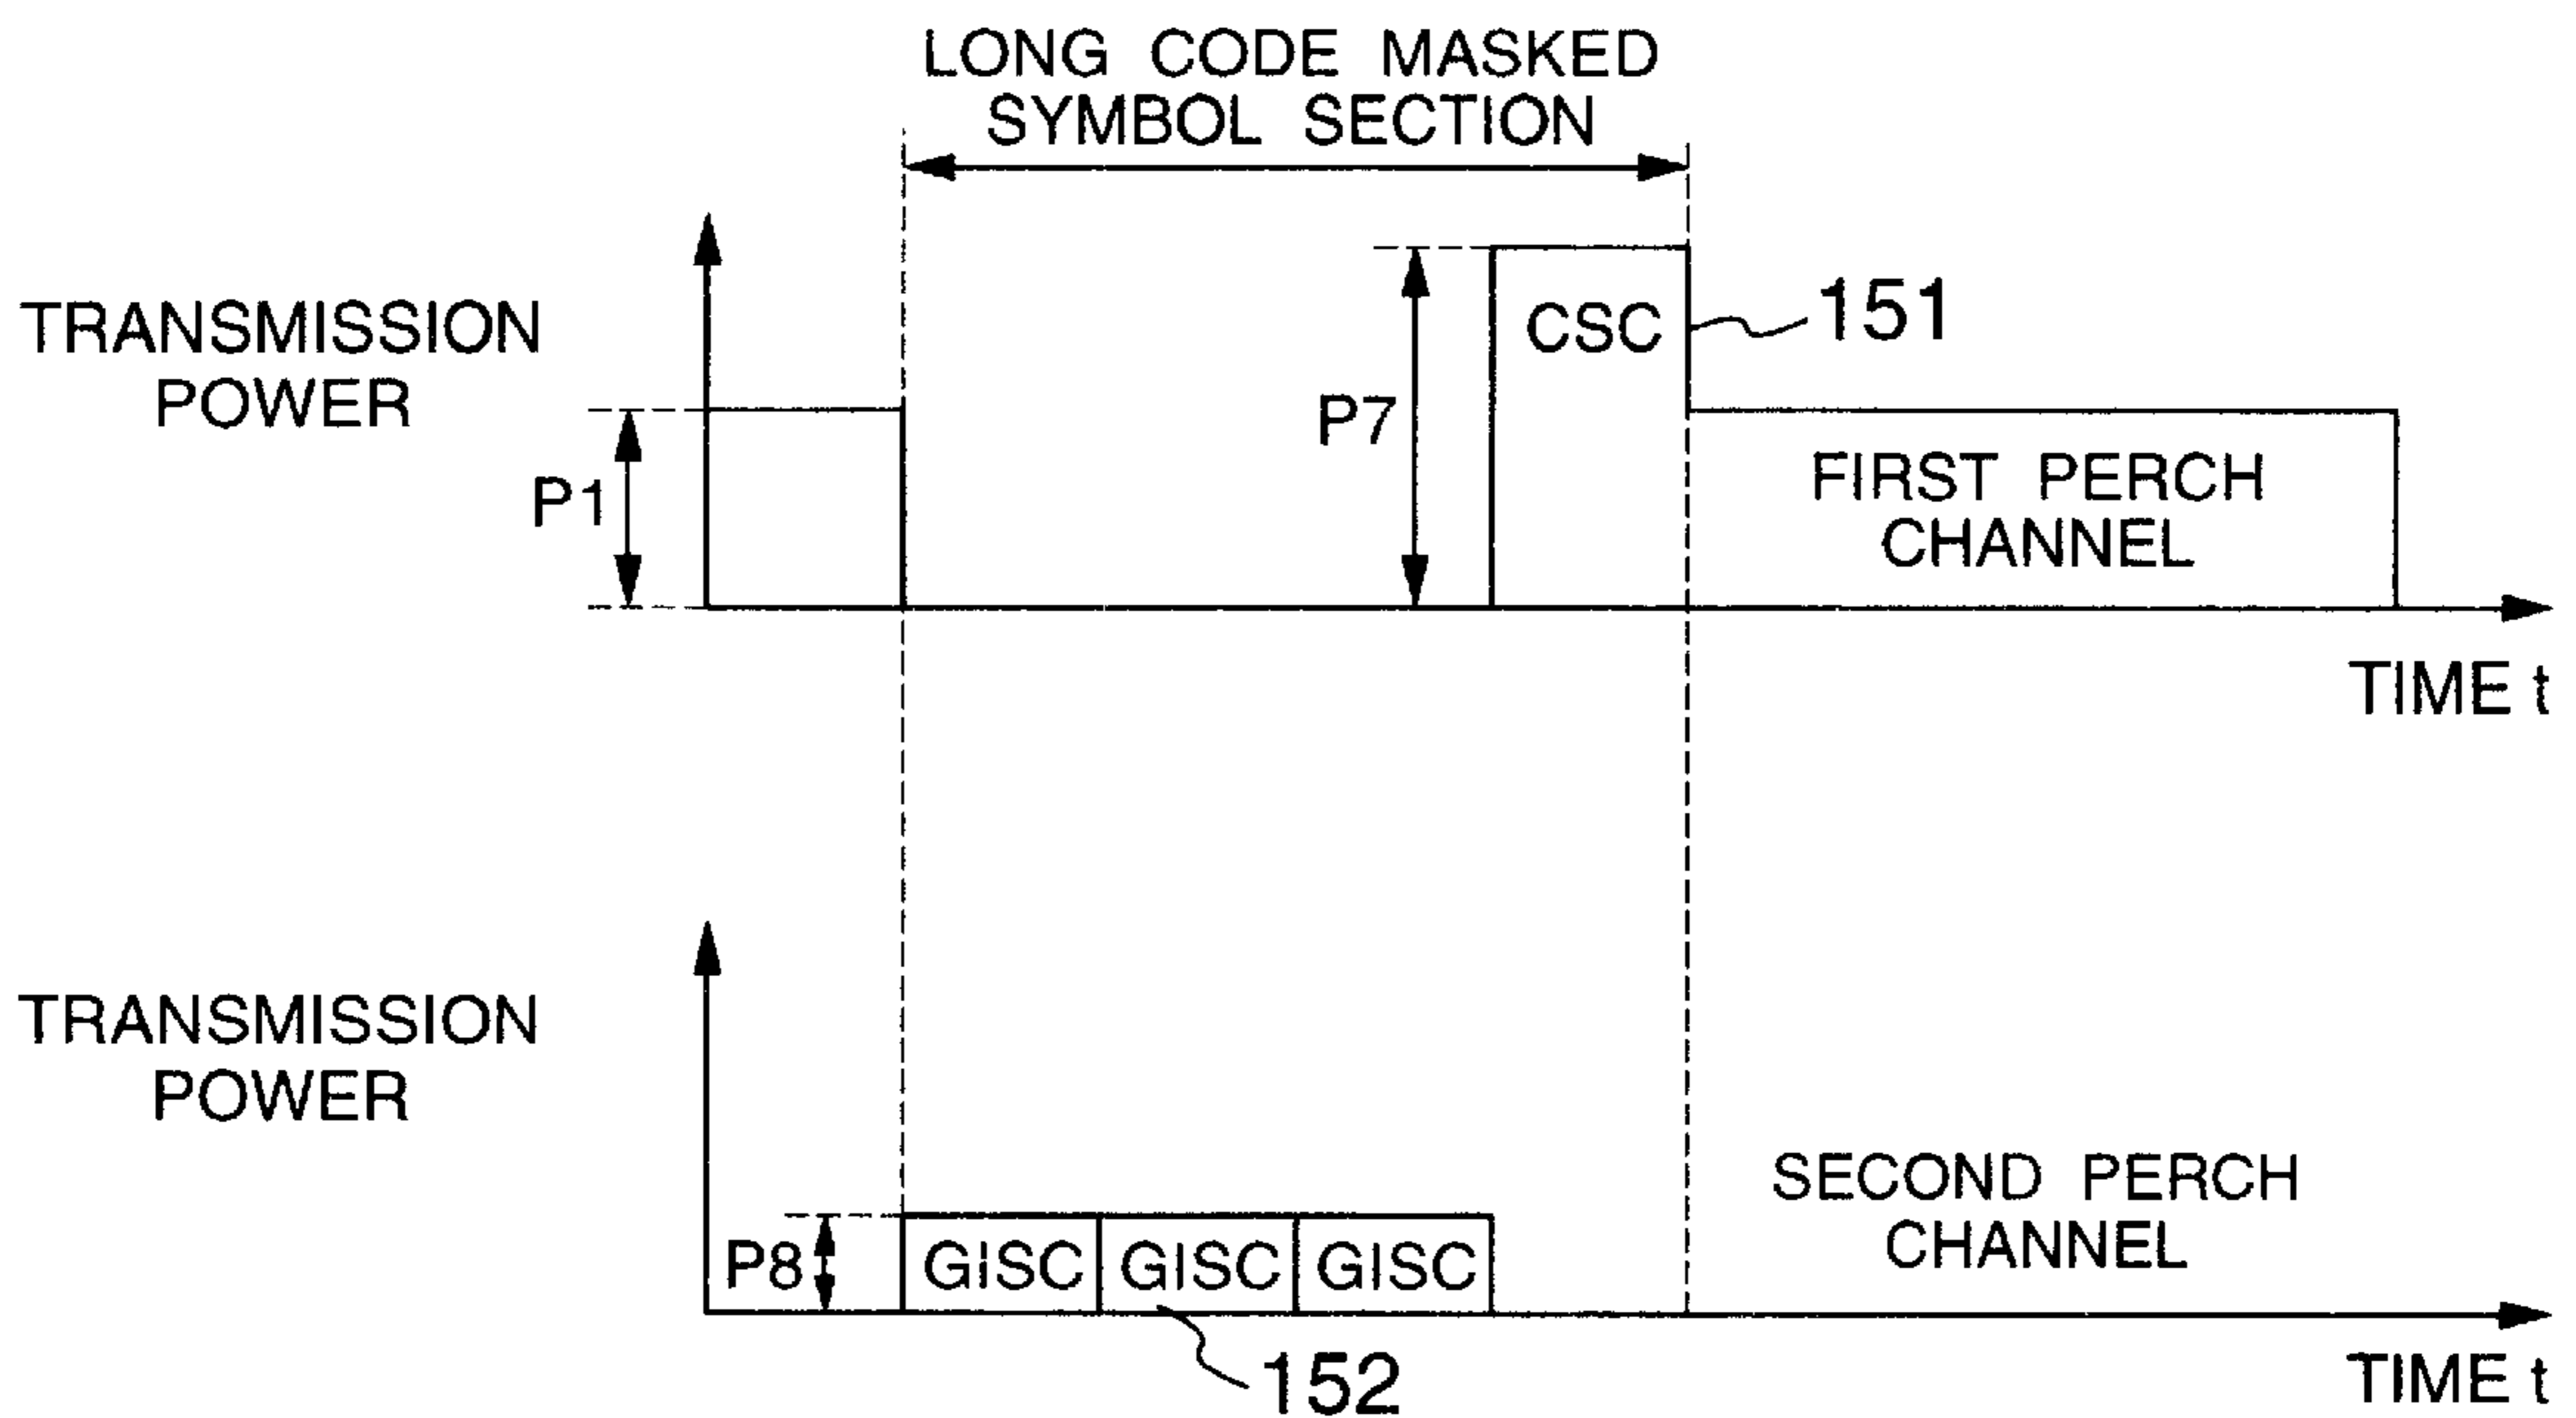 LONG CODE MASKED
SYMBOL SECTION
TRANSMISSION
POWER
P1
P7
CSC
151
FIRST PERCH
CHANNEL
TIME t
TRANSMISSION
POWER
P8
GISC GISC GISC
152
SECOND PERCH
CHANNEL
TIME t